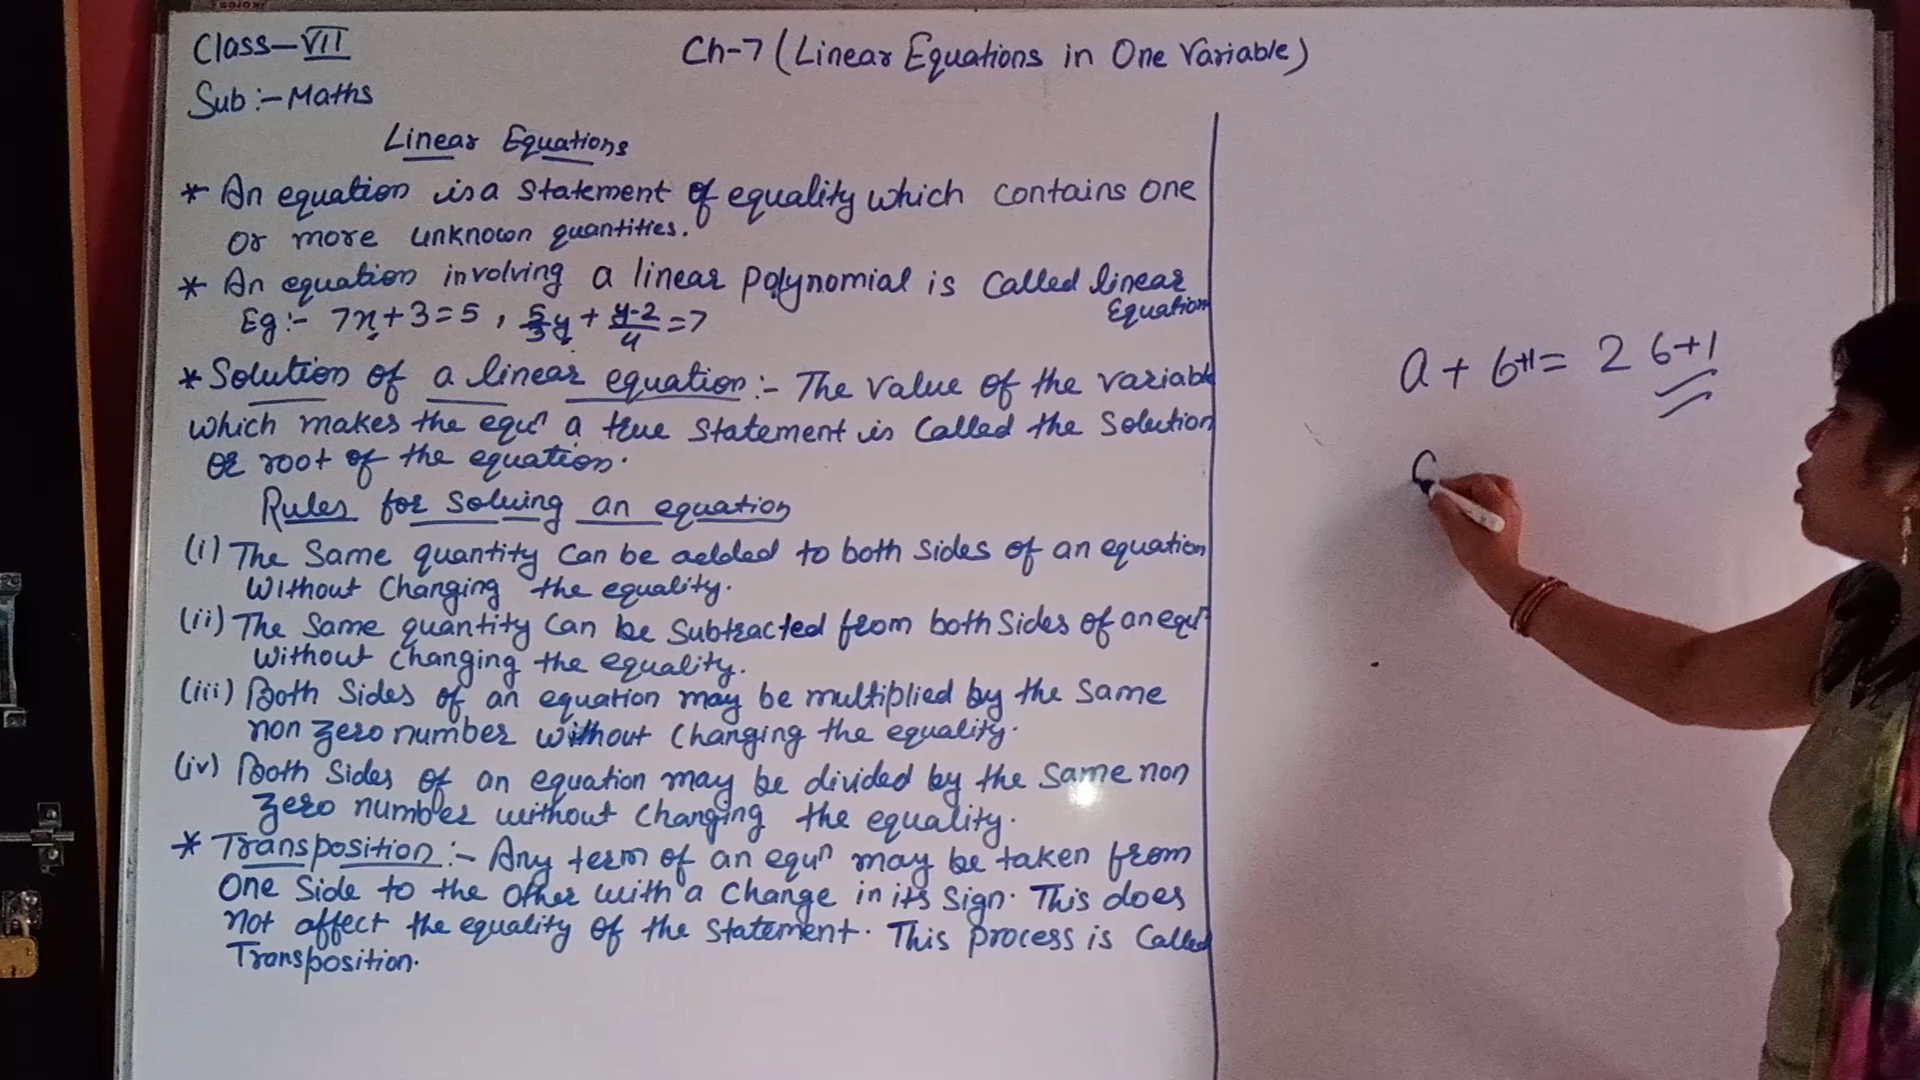 Class-VII
Ch-7 (Linear Equations in One Variable)
Sub:- Maths
Linear Equations
* An equation is a statement of equality which contains one
or more unknown quantities.
* An equation involving a linear polynomial is called linear
Equation
Eg:- 7x+3=5, 5/3y + y-2/4 =7
* Solution of a linear equation:- The value of the variable
which makes the equⁿ a true statement is called the solution
or root of the equation.
Rules for solving an equation
(i) The same quantity can be added to both sides of an equation
without changing the equality.
(ii) The same quantity can be subtracted from both sides of an equⁿ
without changing the equality.
(iii) Both sides of an equation may be multiplied by the same
non zero number without changing the equality.
(iv) Both sides of an equation may be divided by the same non
zero number without changing the equality.
* Transposition:- Any term of an equⁿ may be taken from
one side to the other with a change in its sign. This does
not affect the equality of the statement. This process is called
Transposition.
a + 6+1 = 2 6+1